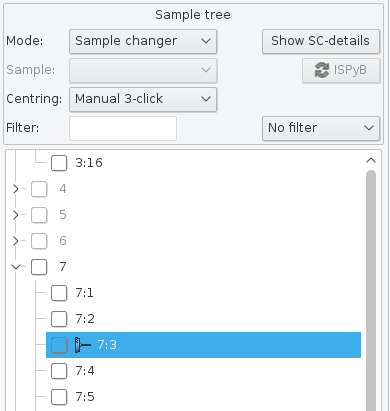 Sample tree
Mode: Sample changer Show SC-details
Sample: ISPyB
Centring: Manual 3-click
Filter: No filter
3:16
4
5
6
7
7:1
7:2
7:3
7:4
7:5